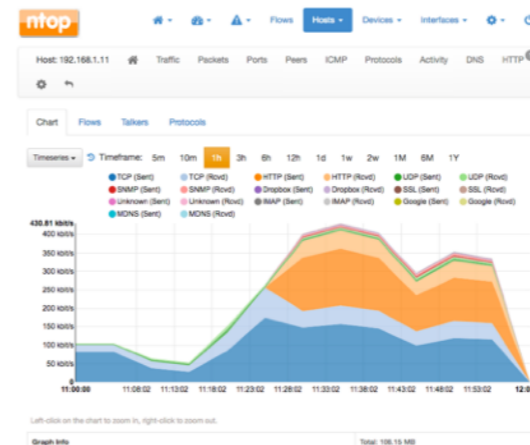 ntop
Flows Hosts Devices Interfaces
Host: 192.168.1.11 Traffic Packets Ports Peers ICMP Protocols Activity DNS HTTP
Chart Flows Talkers Protocols
Timeseries Timeframe: 5m 10m 1h 3h 6h 12h 1d 1w 2w 1M 6M 1Y
TCP (Sent) TCP (Rcvd) HTTP (Sent) HTTP (Rcvd) UDP (Sent) UDP (Rcvd)
SNMP (Sent) SNMP (Rcvd) Dropbox (Sent) Dropbox (Rcvd) SSL (Sent) SSL (Rcvd)
Unknown (Sent) Unknown (Rcvd) IMAP (Sent) IMAP (Rcvd) Google (Sent) Google (Rcvd)
MDNS (Sent) MDNS (Rcvd)
430.81 kbit/s
400 kbit/s
350 kbit/s
300 kbit/s
250 kbit/s
200 kbit/s
150 kbit/s
100 kbit/s
50 kbit/s
11:00:00 11:08:02 11:13:02 11:18:02 11:23:02 11:28:02 11:33:02 11:38:02 11:43:02 11:48:02 11:53:02 12:0
Left-click on the chart to zoom in, right-click to zoom out.
Graph Info Total: 108.15 MB